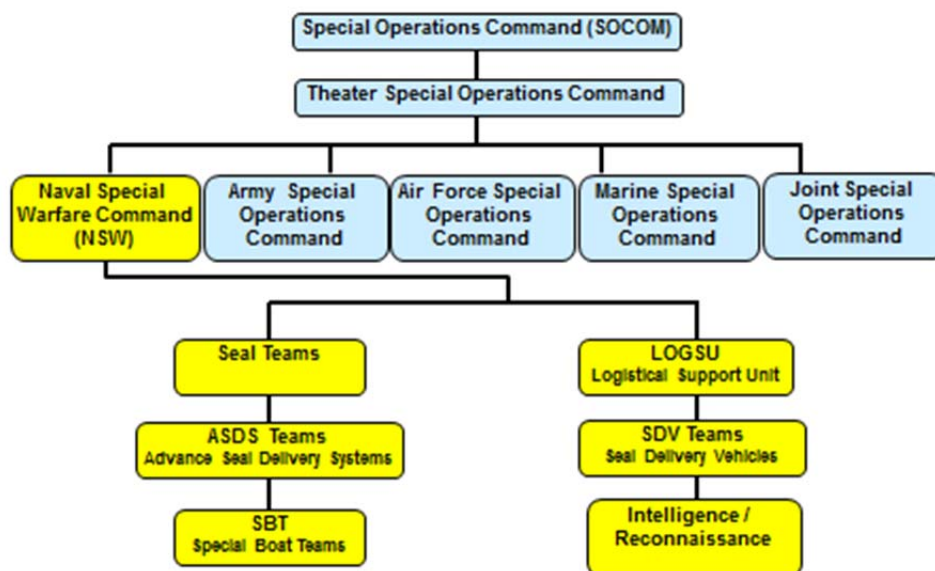 Special Operations Command (SOCOM)
Theater Special Operations Command
Naval Special
Warfare Command
(NSW)
Army Special
Operations
Command
Air Force Special
Operations
Command
Marine Special
Operations
Command
Joint Special
Operations
Command
Seal Teams
LOGSU
Logistical Support Unit
ASDS Teams
Advance Seal Delivery Systems
SDV Teams
Seal Delivery Vehicles
SBT
Special Boat Teams
Intelligence /
Reconnaissance